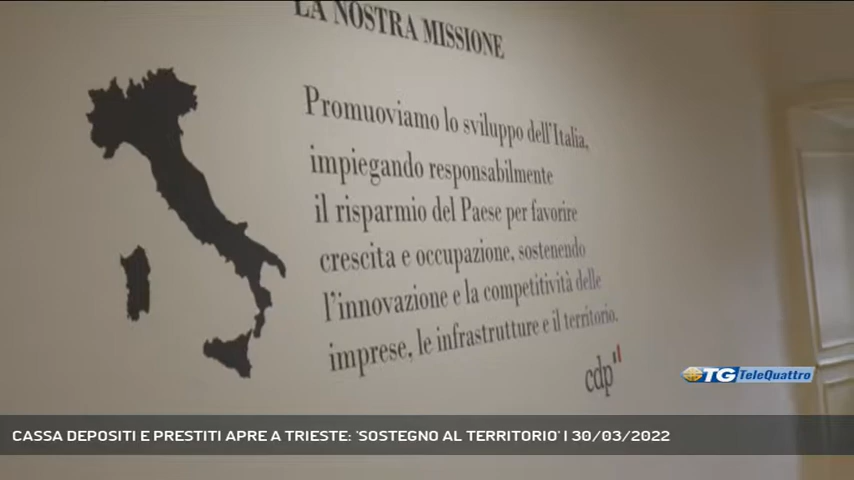 LA NOSTRA MISSIONE
Promuoviamo lo sviluppo dell'Italia,
impiegando responsabilmente
il risparmio del Paese per favorire
crescita e occupazione, sostenendo
l'innovazione e la competitività delle
imprese, le infrastrutture e il territorio.
cdp
TG TeleQuattro
CASSA DEPOSITI E PRESTITI APRE A TRIESTE: 'SOSTEGNO AL TERRITORIO' | 30/03/2022